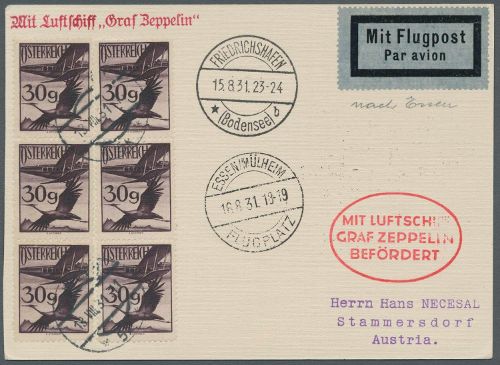 Mit Luftschiff „Graf Zeppelin"
Mit Flugpost
Par avion
nach Essen
ÖSTERREICH
30g
ÖSTERREICH
30g
ÖSTERREICH
30g
ÖSTERREICH
30g
ÖSTERREICH
30g
ÖSTERREICH
30g
FRIEDRICHSHAFEN
15.8.31.23-24
(Bodensee) d
ESSEN/MÜLHEIM
16.8.31.18-19
FLUGPLATZ
MIT LUFTSCHIFF
GRAF ZEPPELIN
BEFÖRDERT
Herrn Hans NECESAL
Stammersdorf
Austria.